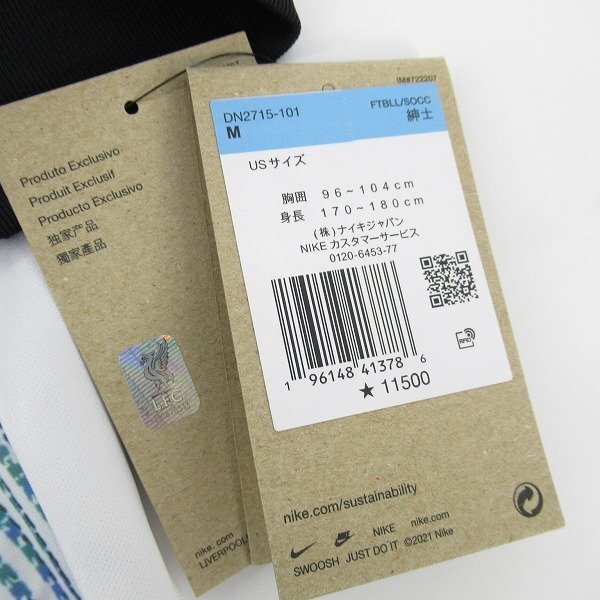 Produto Exclusivo
Produit Exclusif
Producto Exclusivo
独家产品
獨家產品
L.F.C.
nike.com
LIVERPOOL
IM#722207
DN2715-101
FTBLL/SOCC
M
紳士
USサイズ
胸囲 96~104cm
身長 170~180cm
(株)ナイキジャパン
NIKE カスタマーサービス
0120-6453-77
RFID
1 96148 41378 6
★ 11500
nike.com/sustainability
NIKE nike.com
SWOOSH JUST DO IT ©2021 Nike